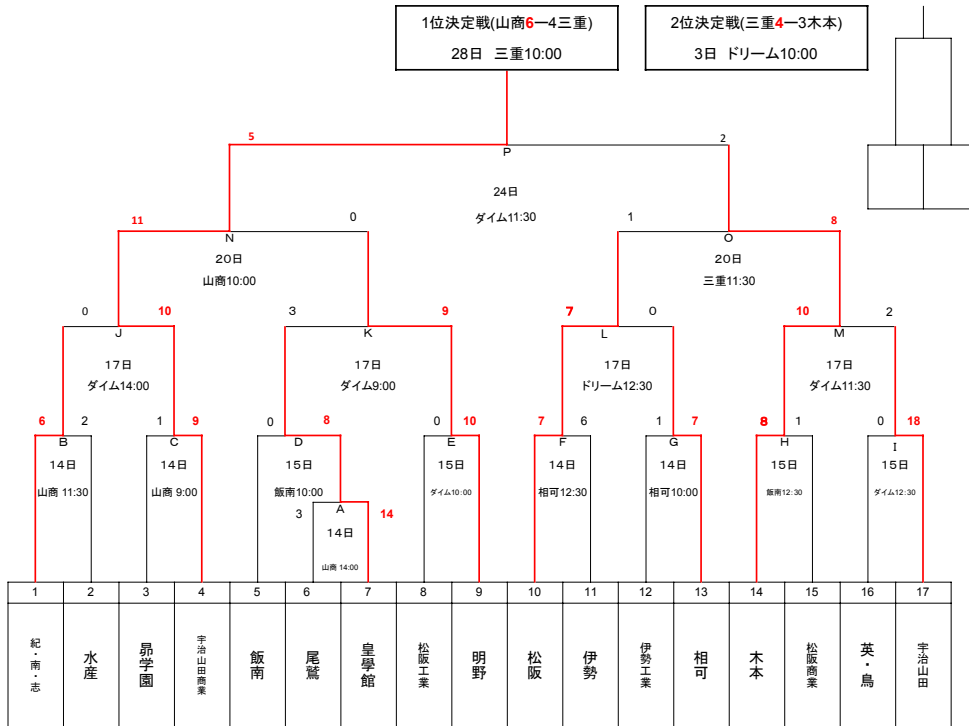 1位決定戦(山商6ー4三重)
28日 三重10:00
2位決定戦(三重4ー3木本)
3日 ドリーム10:00
5
2
P
24日
ダイム11:30
11
0
1
8
N
O
20日
山商10:00
20日
三重11:30
0
10
3
9
7
0
10
2
J
K
L
M
17日
ダイム14:00
17日
ダイム9:00
17日
ドリーム12:30
17日
ダイム11:30
6
2
1
9
0
8
0
10
7
6
1
7
8
1
0
18
B
C
D
E
F
G
H
I
14日
山商 11:30
14日
山商 9:00
15日
飯南10:00
15日
ダイム10:00
14日
相可12:30
14日
相可10:00
15日
飯南12:30
15日
ダイム12:30
3
A
14
14日
山商 14:00
1 2 3 4 5 6 7 8 9 10 11 12 13 14 15 16 17
紀・南・志
水産
昴学園
宇治山田商業
飯南
尾鷲
皇學館
松阪工業
明野
松阪
伊勢
伊勢工業
相可
木本
松阪商業
英・鳥
宇治山田